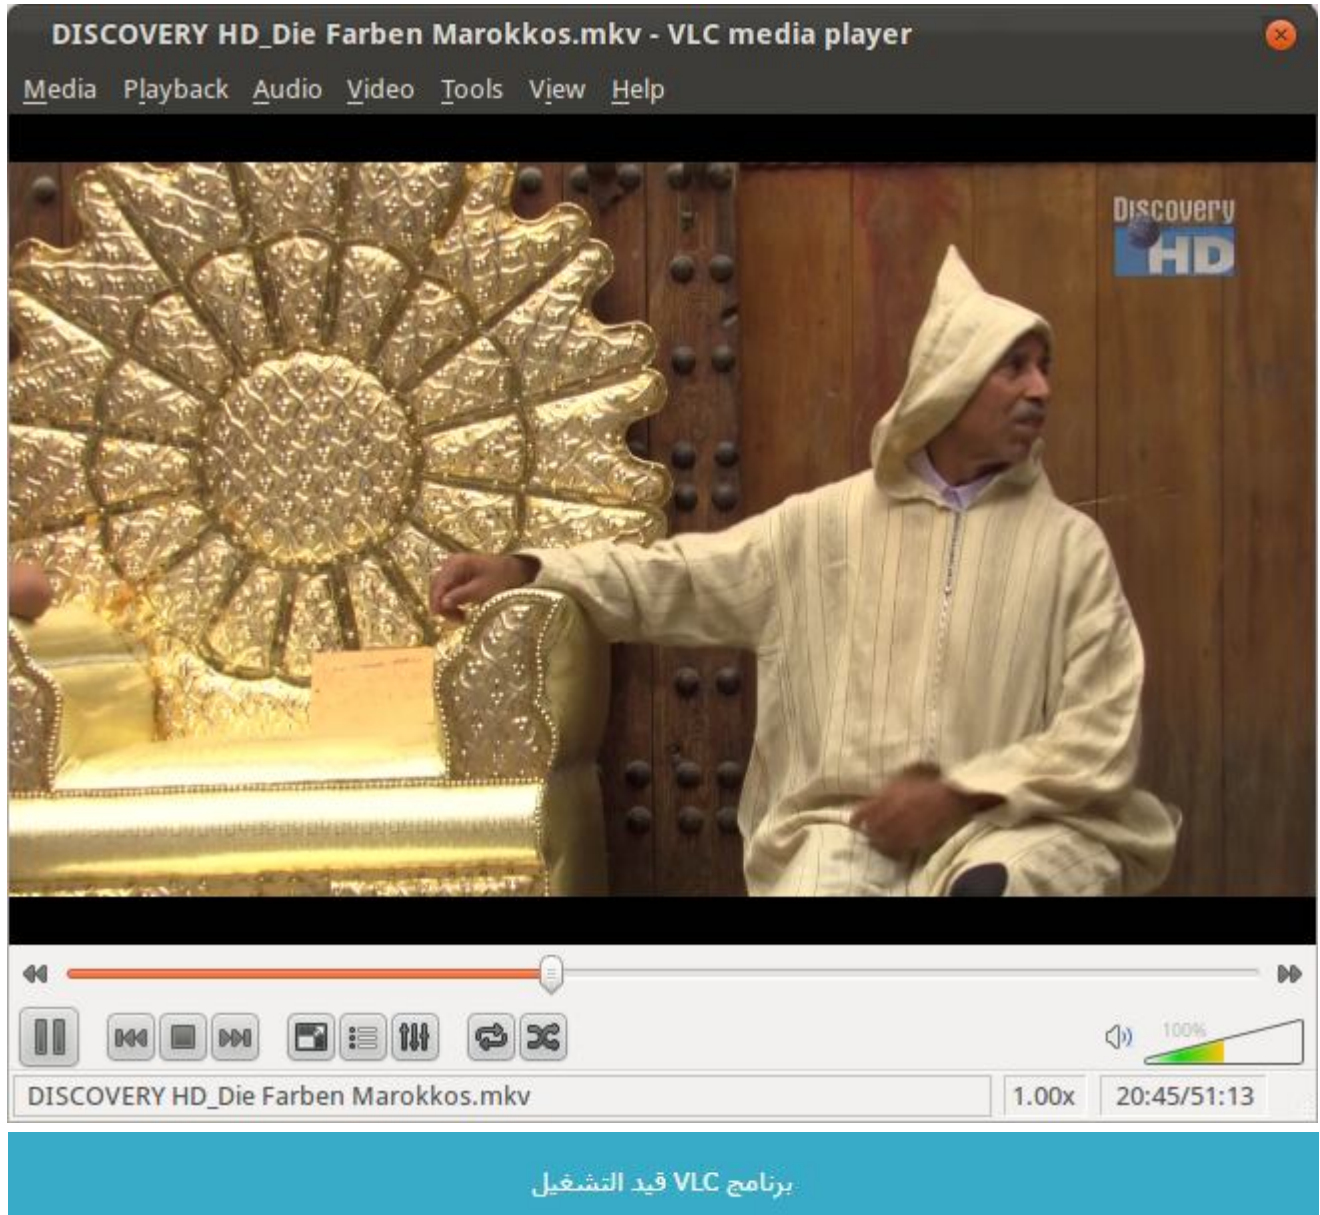 DISCOVERY HD_Die Farben Marokkos.mkv - VLC media player
Media Playback Audio Video Tools View Help
Discovery
HD
100%
DISCOVERY HD_Die Farben Marokkos.mkv 1.00x 20:45/51:13
برنامج VLC قيد التشغيل